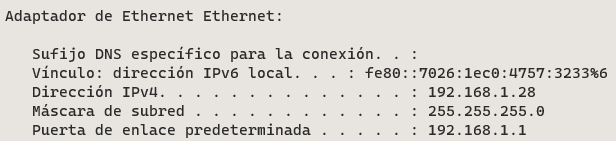 Adaptador de Ethernet Ethernet:
Sufijo DNS específico para la conexión. . :
Vínculo: dirección IPv6 local. . . : fe80::7026:1ec0:4757:3233%6
Dirección IPv4. . . . . . . . . . . . . . : 192.168.1.28
Máscara de subred . . . . . . . . . . . . : 255.255.255.0
Puerta de enlace predeterminada . . . . . : 192.168.1.1